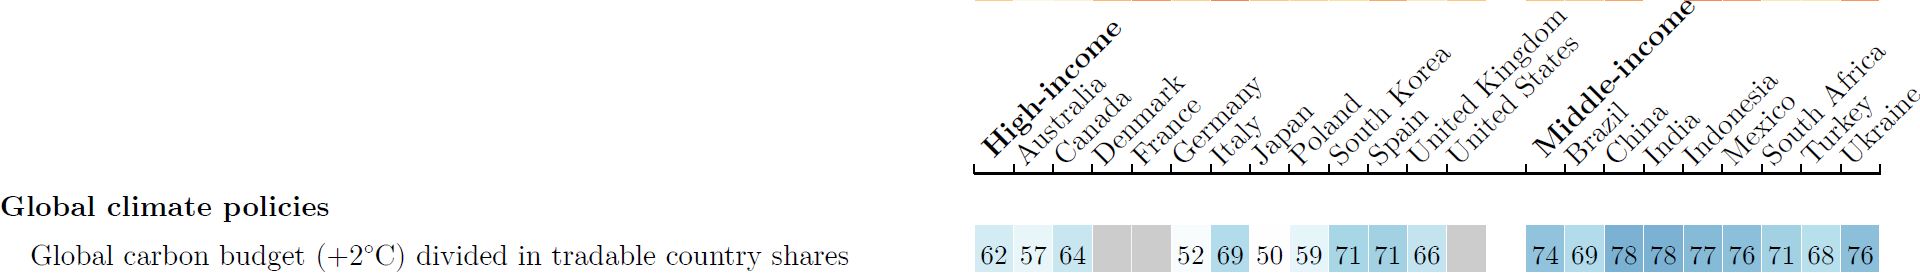 High-income
Australia
Canada
Denmark
France
Germany
Italy
Japan
Poland
South Korea
Spain
United Kingdom
United States
Middle-income
Brazil
China
India
Indonesia
Mexico
South Africa
Turkey
Ukraine
Global climate policies
Global carbon budget (+2°C) divided in tradable country shares 62 57 64 52 69 50 59 71 71 66 74 69 78 78 77 76 71 68 76